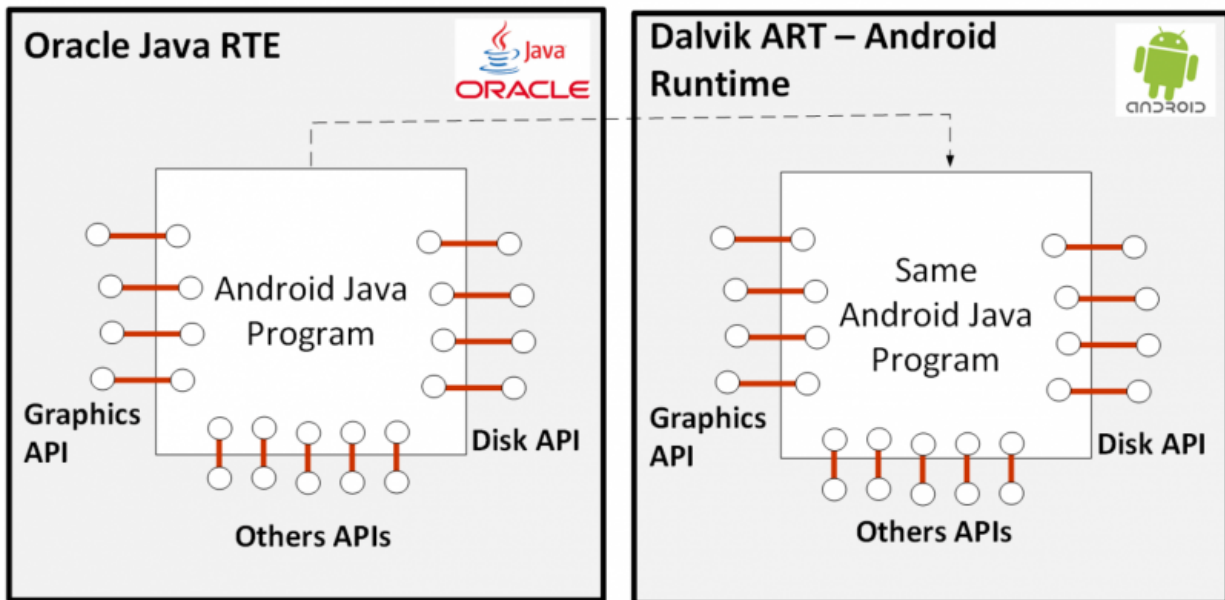 Oracle Java RTE
Java
ORACLE
Android Java
Program
Graphics
API
Disk API
Others APIs
Dalvik ART – Android
Runtime
ANDROID
Same
Android Java
Program
Graphics
API
Disk API
Others APIs